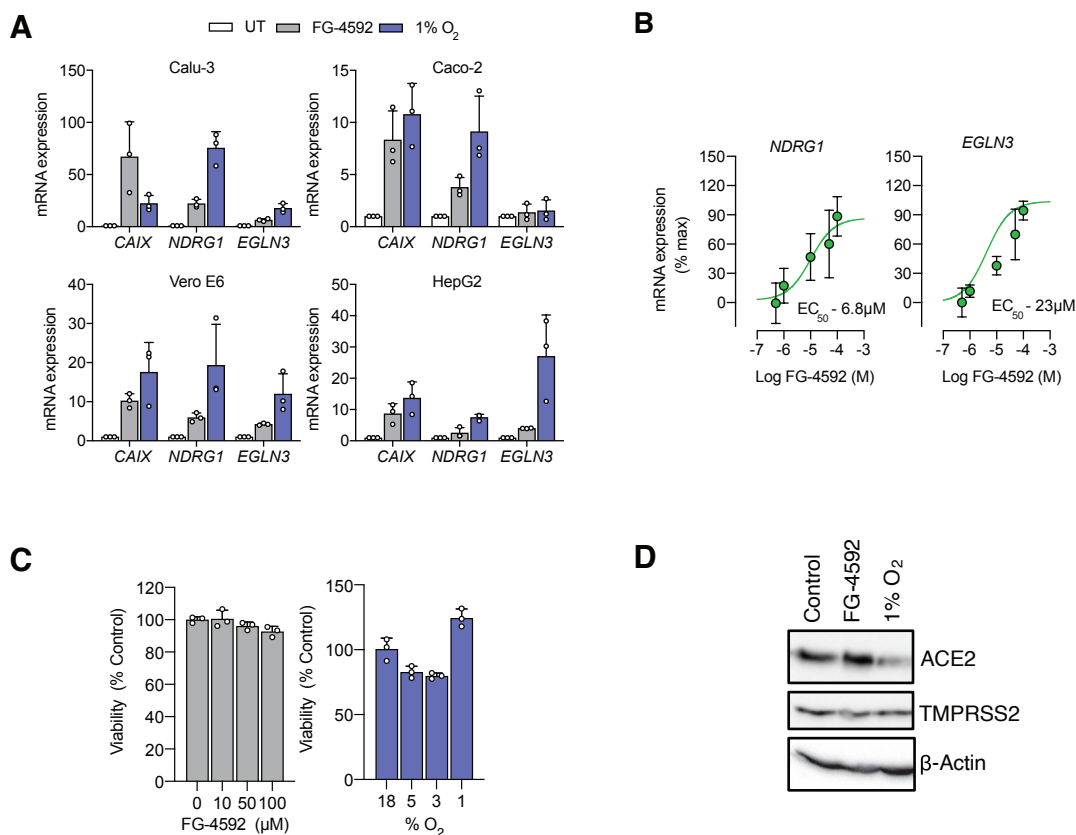 A
UT FG-4592 1% O₂
Calu-3
mRNA expression
150
100
50
0
CAIX NDRG1 EGLN3
Caco-2
mRNA expression
15
10
5
0
CAIX NDRG1 EGLN3
Vero E6
mRNA expression
40
30
20
10
0
CAIX NDRG1 EGLN3
HepG2
mRNA expression
50
40
30
20
10
0
CAIX NDRG1 EGLN3
B
NDRG1
mRNA expression
(% max)
150
120
90
60
30
0
EC₅₀ - 6.8µM
-7 -6 -5 -4 -3
Log FG-4592 (M)
EGLN3
150
120
90
60
30
0
EC₅₀ - 23µM
-7 -6 -5 -4 -3
Log FG-4592 (M)
C
Viability (% Control)
120
100
80
60
40
20
0
0 10 50 100
FG-4592 (µM)
Viability (% Control)
150
100
50
0
18 5 3 1
% O₂
D
Control
FG-4592
1% O₂
ACE2
TMPRSS2
β-Actin